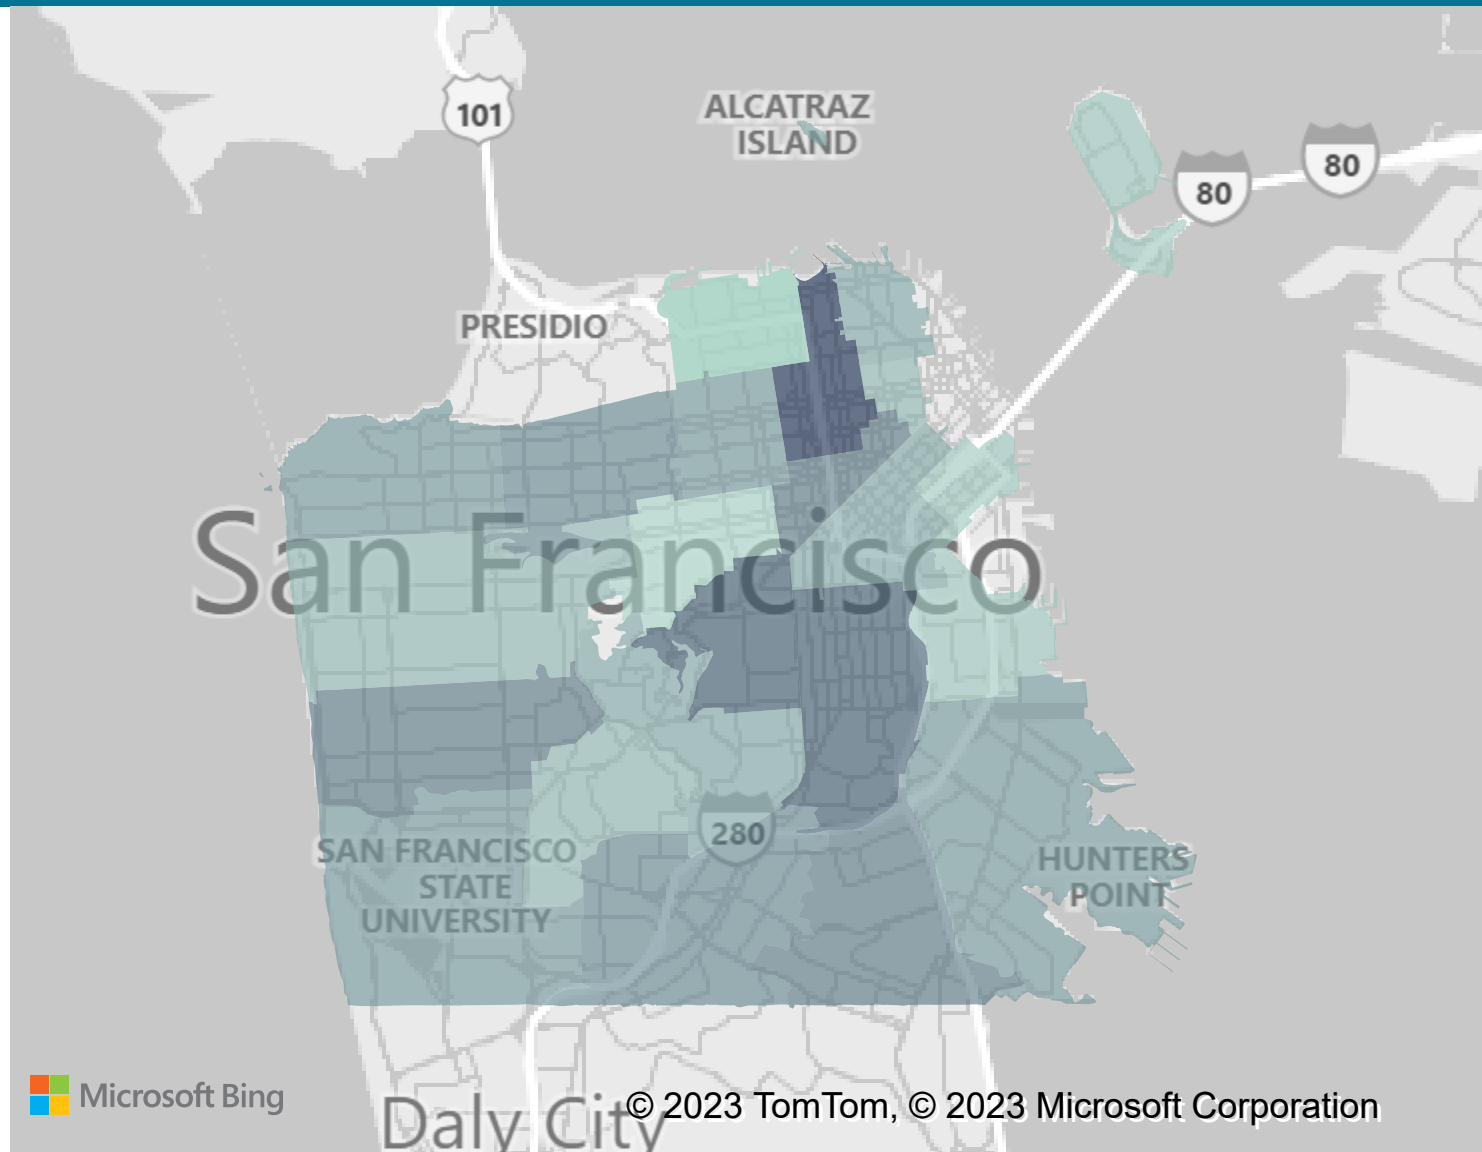 101
ALCATRAZ
ISLAND
80
80
PRESIDIO
San Francisco
280
SAN FRANCISCO
STATE
UNIVERSITY
HUNTERS
POINT
Microsoft Bing
Daly City
© 2023 TomTom, © 2023 Microsoft Corporation